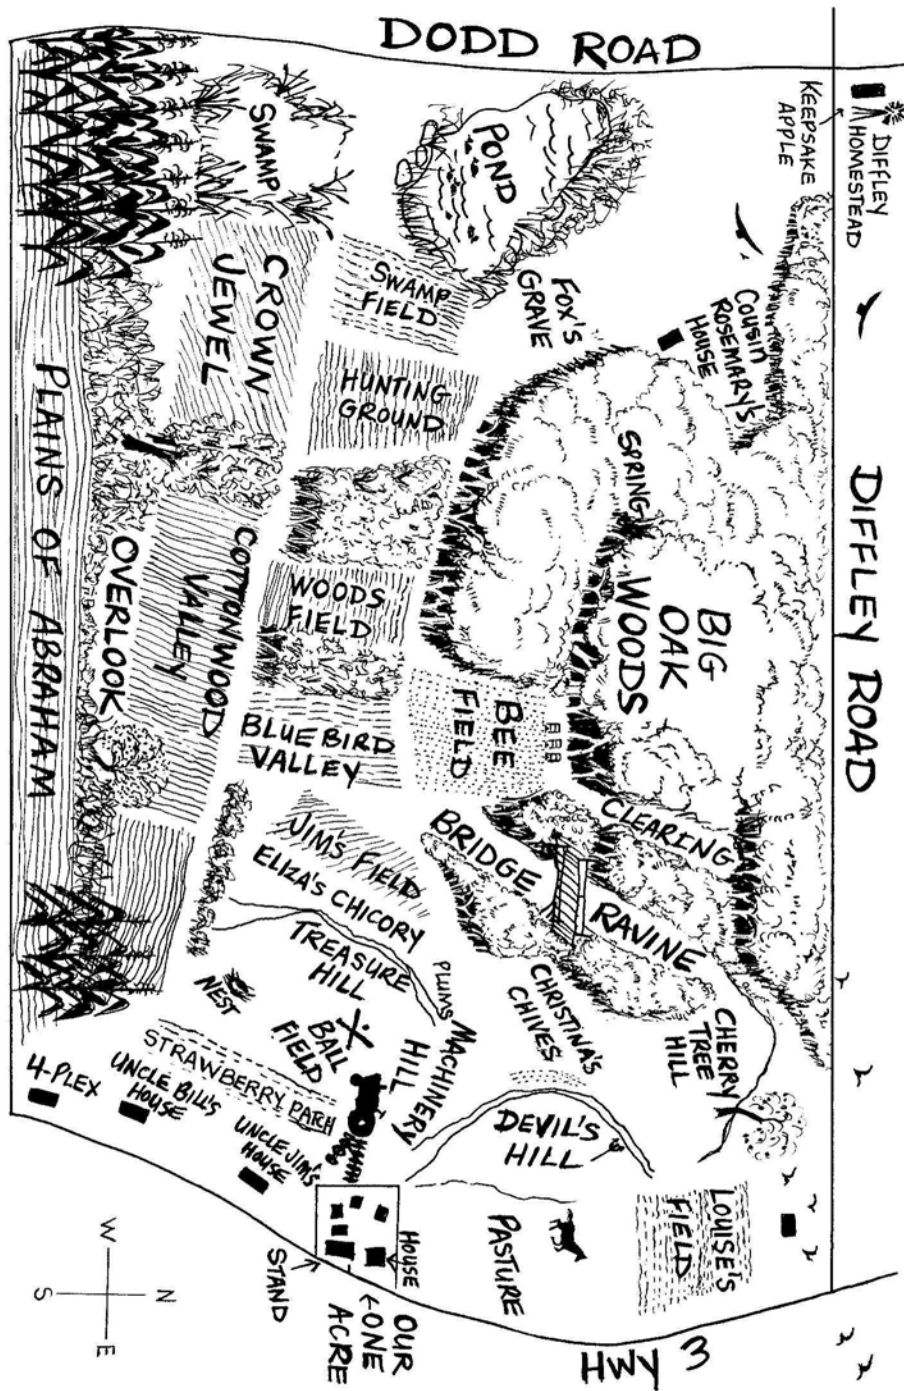 DODD ROAD
KEEPSAKE
APPLE
DIFFLEY
HOMESTEAD
SWAMP
POND
CROWN
JEWEL
SWAMP
FIELD
FOX'S
GRAVE
COUSIN
ROSEMARY'S
HOUSE
HUNTING
GROUND
SPRING
DIFFLEY ROAD
PLAINS OF ABRAHAM
OVERLOOK
COTTONWOOD
VALLEY
WOODS
FIELD
BIG
OAK
WOODS
BLUEBIRD
VALLEY
BEE
FIELD
CLEARING
BRIDGE
RAVINE
JIM'S FIELD
ELIZA'S CHICORY
TREASURE
HILL
PLUMS
CHRISTINA'S
CHIVES
CHERRY
TREE
HILL
NEST
BALL
FIELD
MACHINERY
HILL
STRAWBERRY PATCH
DEVIL'S
HILL
4-PLEX
UNCLE BILL'S
HOUSE
UNCLE JIM'S
HOUSE
LOUISE'S
FIELD
PASTURE
HOUSE
STAND
OUR
ONE
ACRE
HWY 3
W
N
S
E